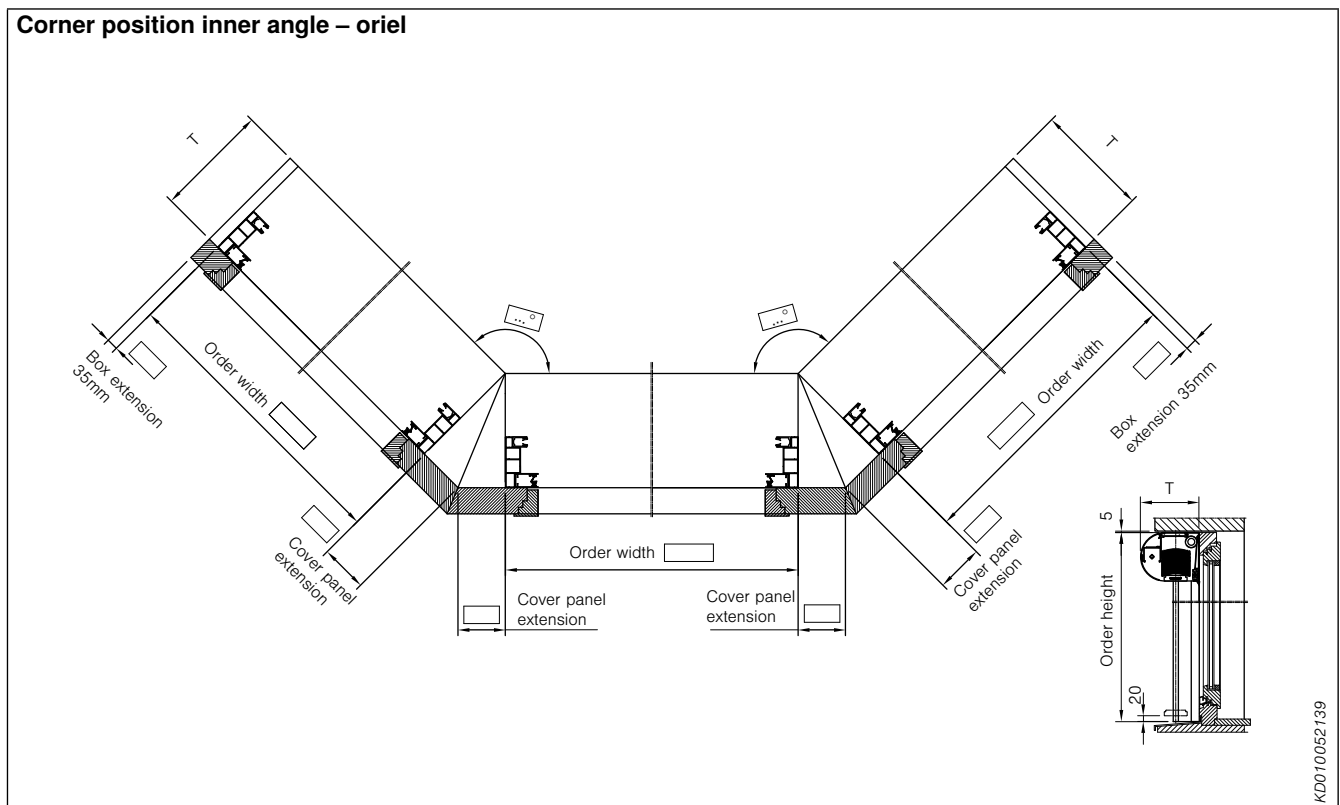 Corner position inner angle – oriel
T
T
Box extension
35mm
Order width
Order width
Box
extension 35mm
Cover panel
extension
Order width
Cover panel
extension
Cover panel
extension
Cover panel
extension
T
5
Order height
20
KD010052139